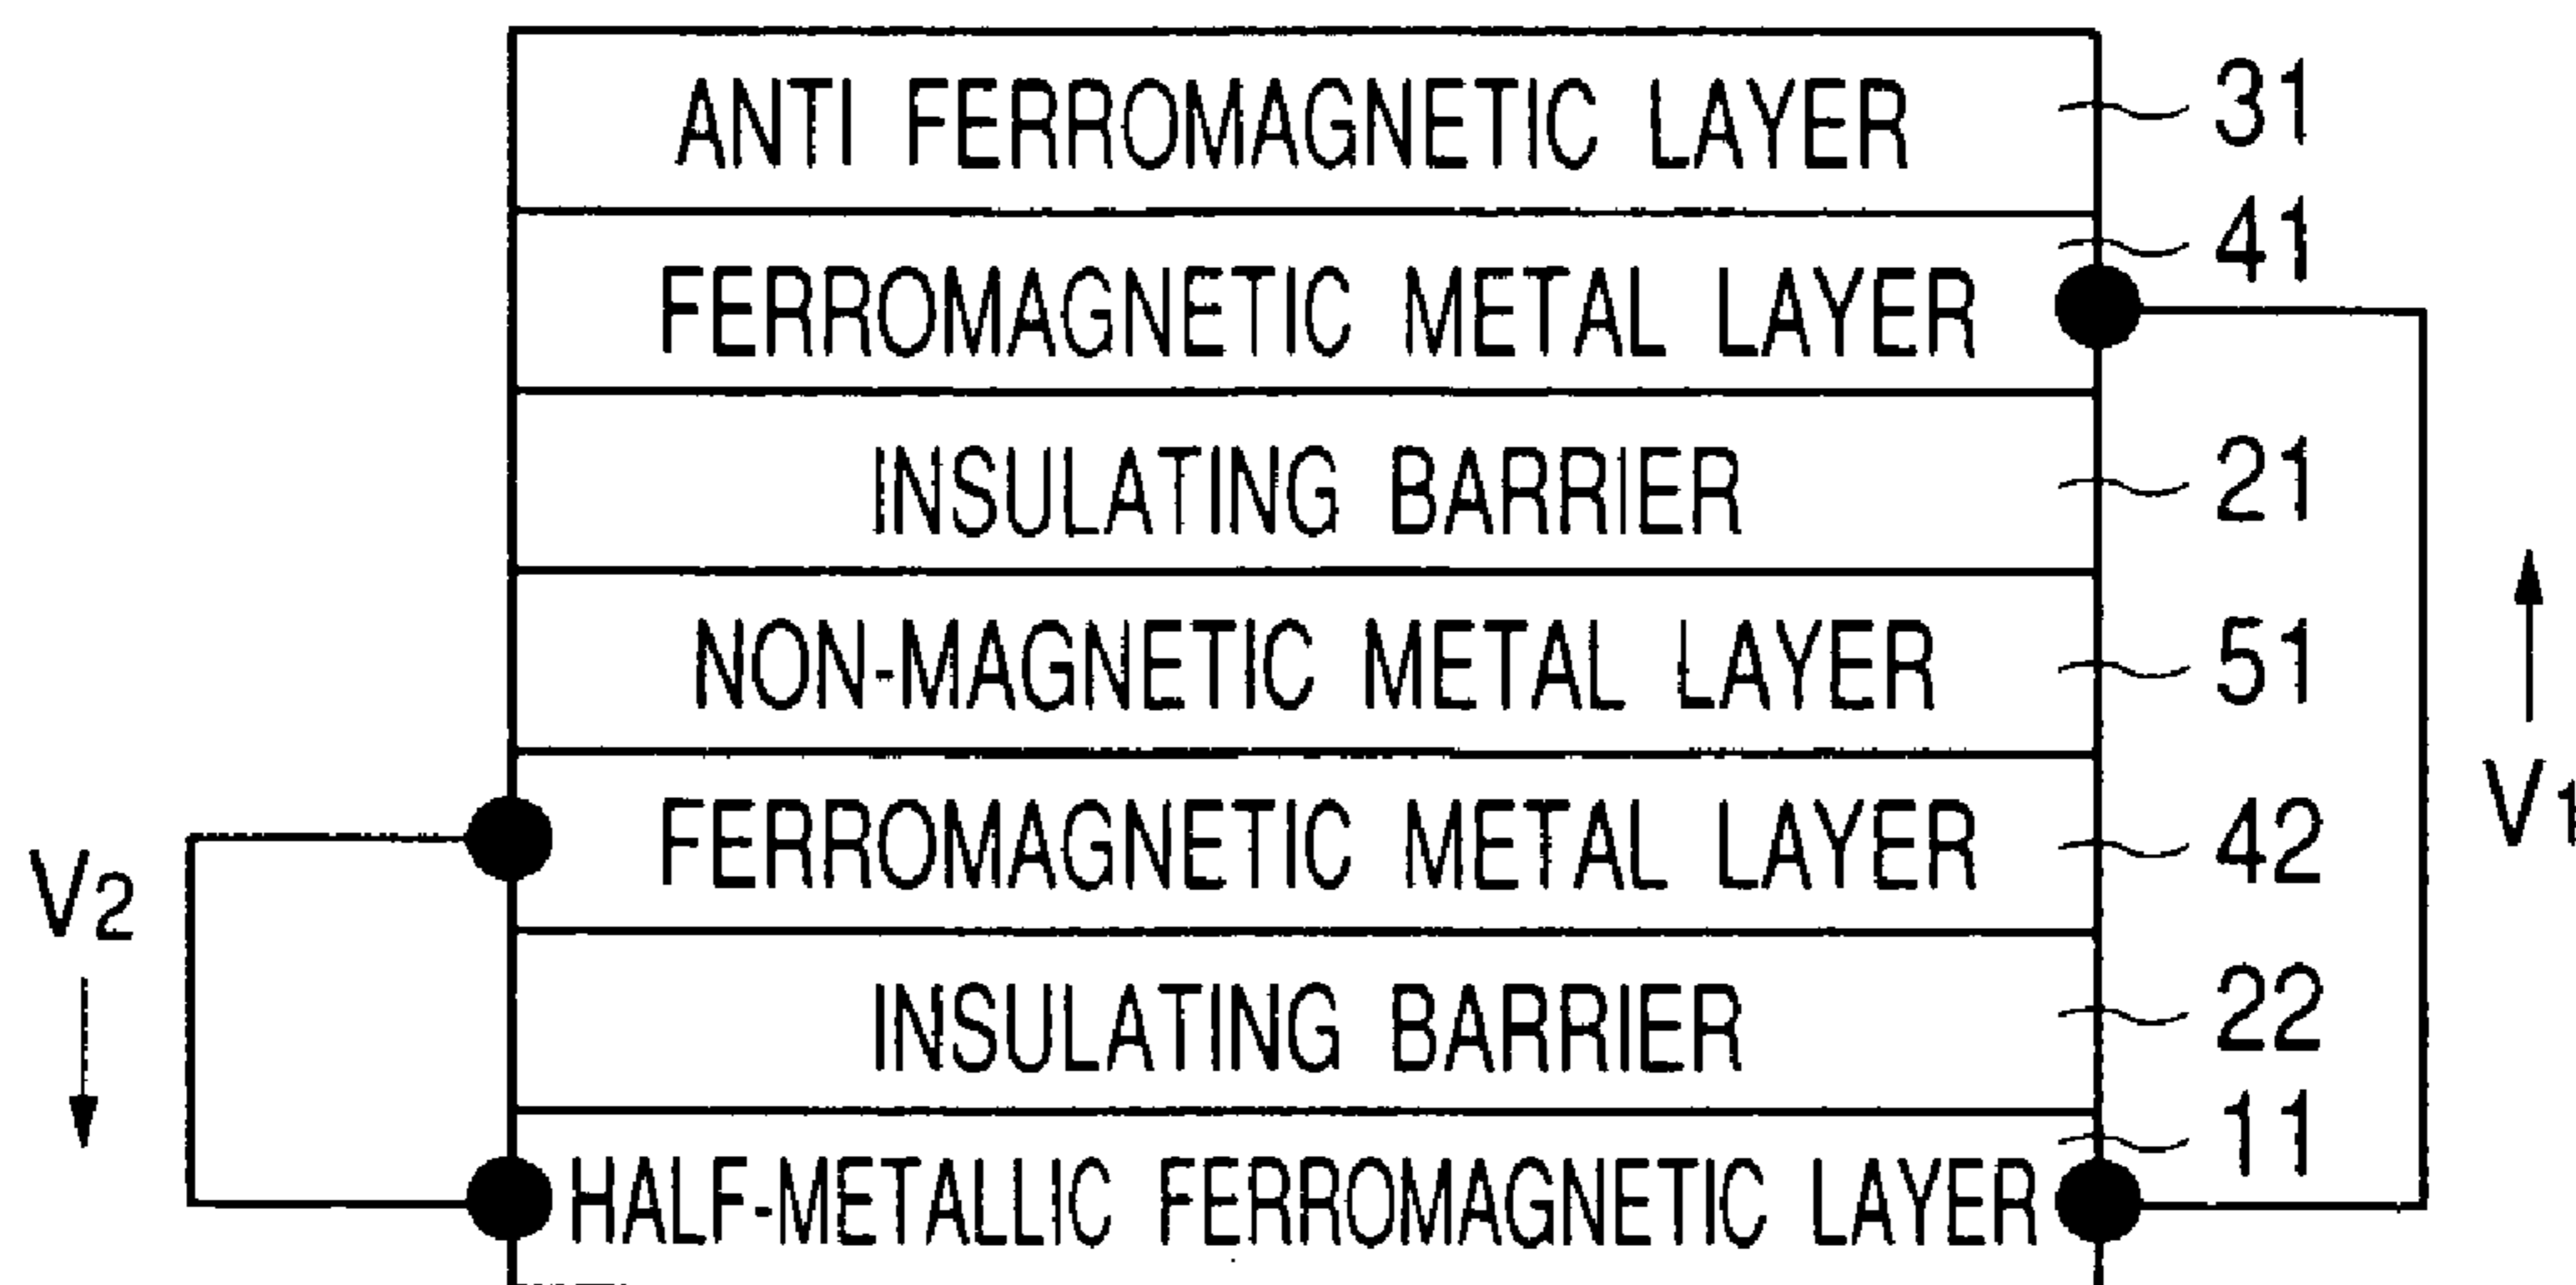 ANTI FERROMAGNETIC LAYER 31
FERROMAGNETIC METAL LAYER 41
INSULATING BARRIER 21
NON-MAGNETIC METAL LAYER 51
FERROMAGNETIC METAL LAYER 42
INSULATING BARRIER 22
HALF-METALLIC FERROMAGNETIC LAYER 11
V1
V2